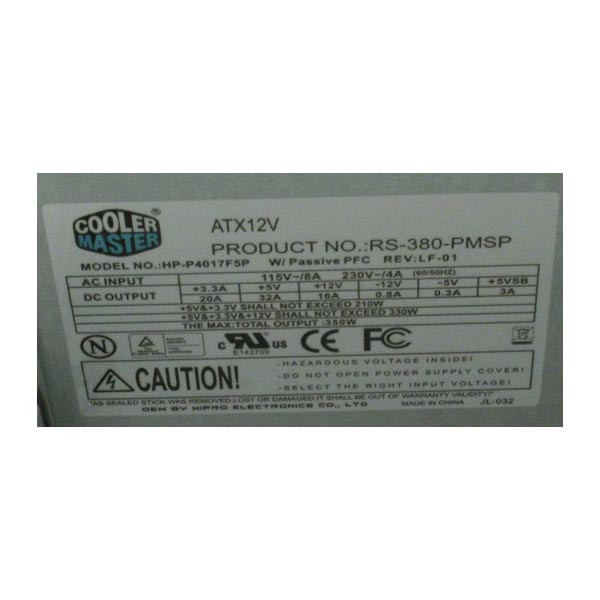 COOLER
MASTER
ATX12V
PRODUCT NO.:RS-380-PMSP
MODEL NO.:HP-P4017F5P W/ Passive PFC REV:LF-01
AC INPUT 115V~/8A 230V~/4A (60/50HZ)
DC OUTPUT +3.3A +5V +12V -12V -5V +5VSB
20A 32A 16A 0.8A 0.3A 3A
+5V&+3.3V SHALL NOT EXCEED 210W
+5V&+3.3V&+12V SHALL NOT EXCEED 330W
THE MAX:TOTAL OUTPUT :350W
N
C US
E143709
CE FC
CAUTION!
-HAZARDOUS VOLTAGE INSIDE!
-DO NOT OPEN POWER SUPPLY COVER!
-SELECT THE RIGHT INPUT VOLTAGE!
"AS SEALED STICK WAS REMOVED,LOST OR DAMAGED,IT SHALL BE OUT OF WARRANTY VALIDITY!"
OEM BY HIPRO ELECTRONICS CO., LTD MADE IN CHINA JL-032